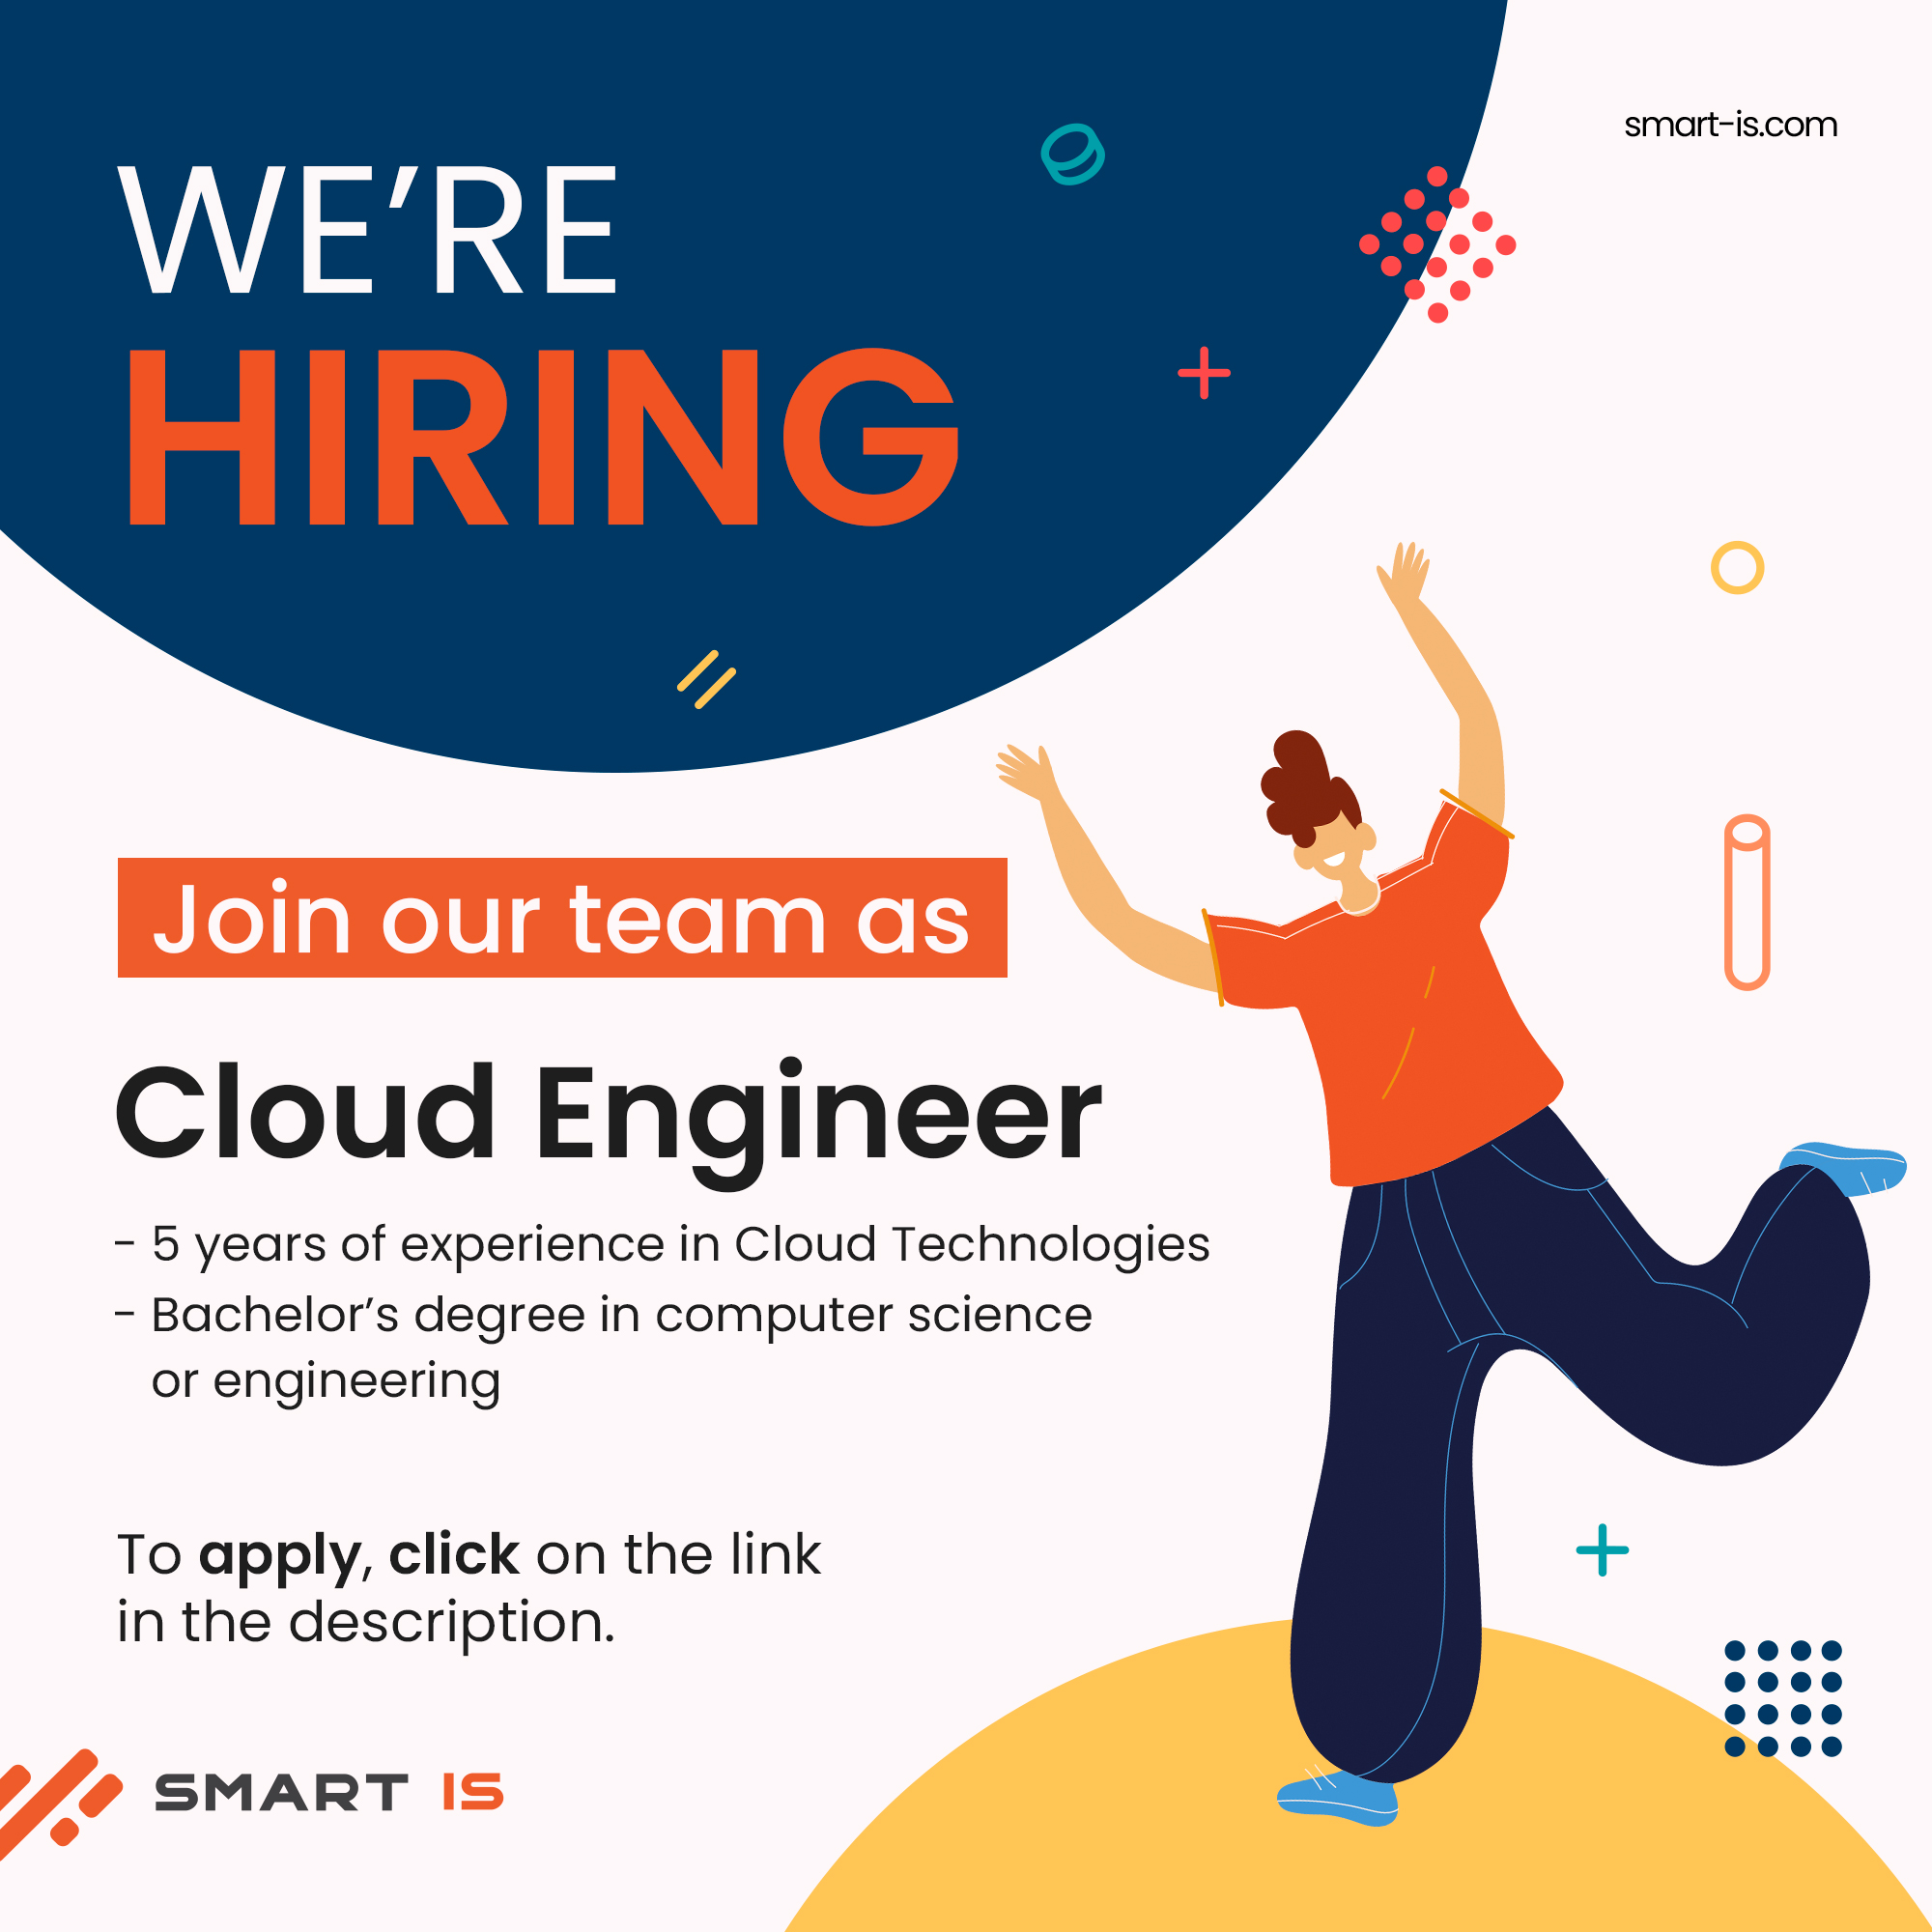 smart-is.com
WE’RE
HIRING
Join our team as
Cloud Engineer
- 5 years of experience in Cloud Technologies
- Bachelor’s degree in computer science
or engineering
To apply, click on the link
in the description.
SMART IS